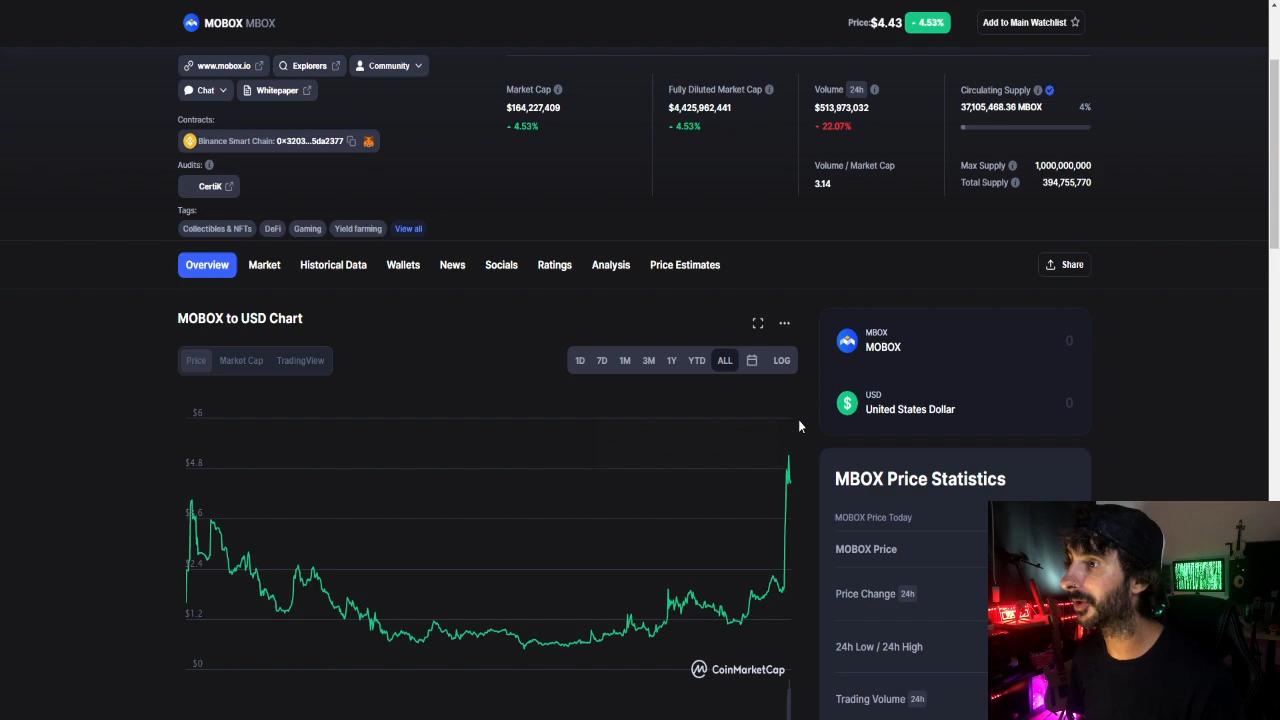 MOBOX MBOX
Price: $4.43 4.53%
Add to Main Watchlist
www.mobox.io Explorers Community
Chat Whitepaper
Contracts:
Binance Smart Chain: 0x3203...5da2377
Audits:
CertiK
Tags:
Collectibles & NFTs DeFi Gaming Yield farming View all
Market Cap
$164,227,409
4.53%
Fully Diluted Market Cap
$4,425,962,441
4.53%
Volume 24h
$513,973,032
22.07%
Volume / Market Cap
3.14
Circulating Supply
37,105,468.36 MBOX 4%
Max Supply 1,000,000,000
Total Supply 394,755,770
Overview Market Historical Data Wallets News Socials Ratings Analysis Price Estimates
Share
MOBOX to USD Chart
Price Market Cap TradingView
1D 7D 1M 3M 1Y YTD ALL LOG
$6
$4.8
$3.6
$2.4
$1.2
$0
CoinMarketCap
MBOX
MOBOX 0
USD
United States Dollar 0
MBOX Price Statistics
MOBOX Price Today
MOBOX Price
Price Change 24h
24h Low / 24h High
Trading Volume 24h